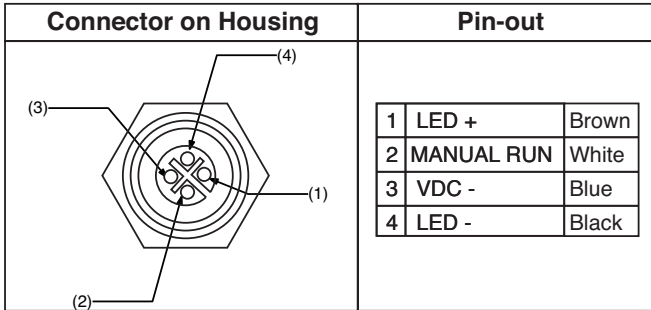 Connector on Housing
Pin-out
(4)
(3)
(1)
(2)
1 LED + Brown
2 MANUAL RUN White
3 VDC - Blue
4 LED - Black